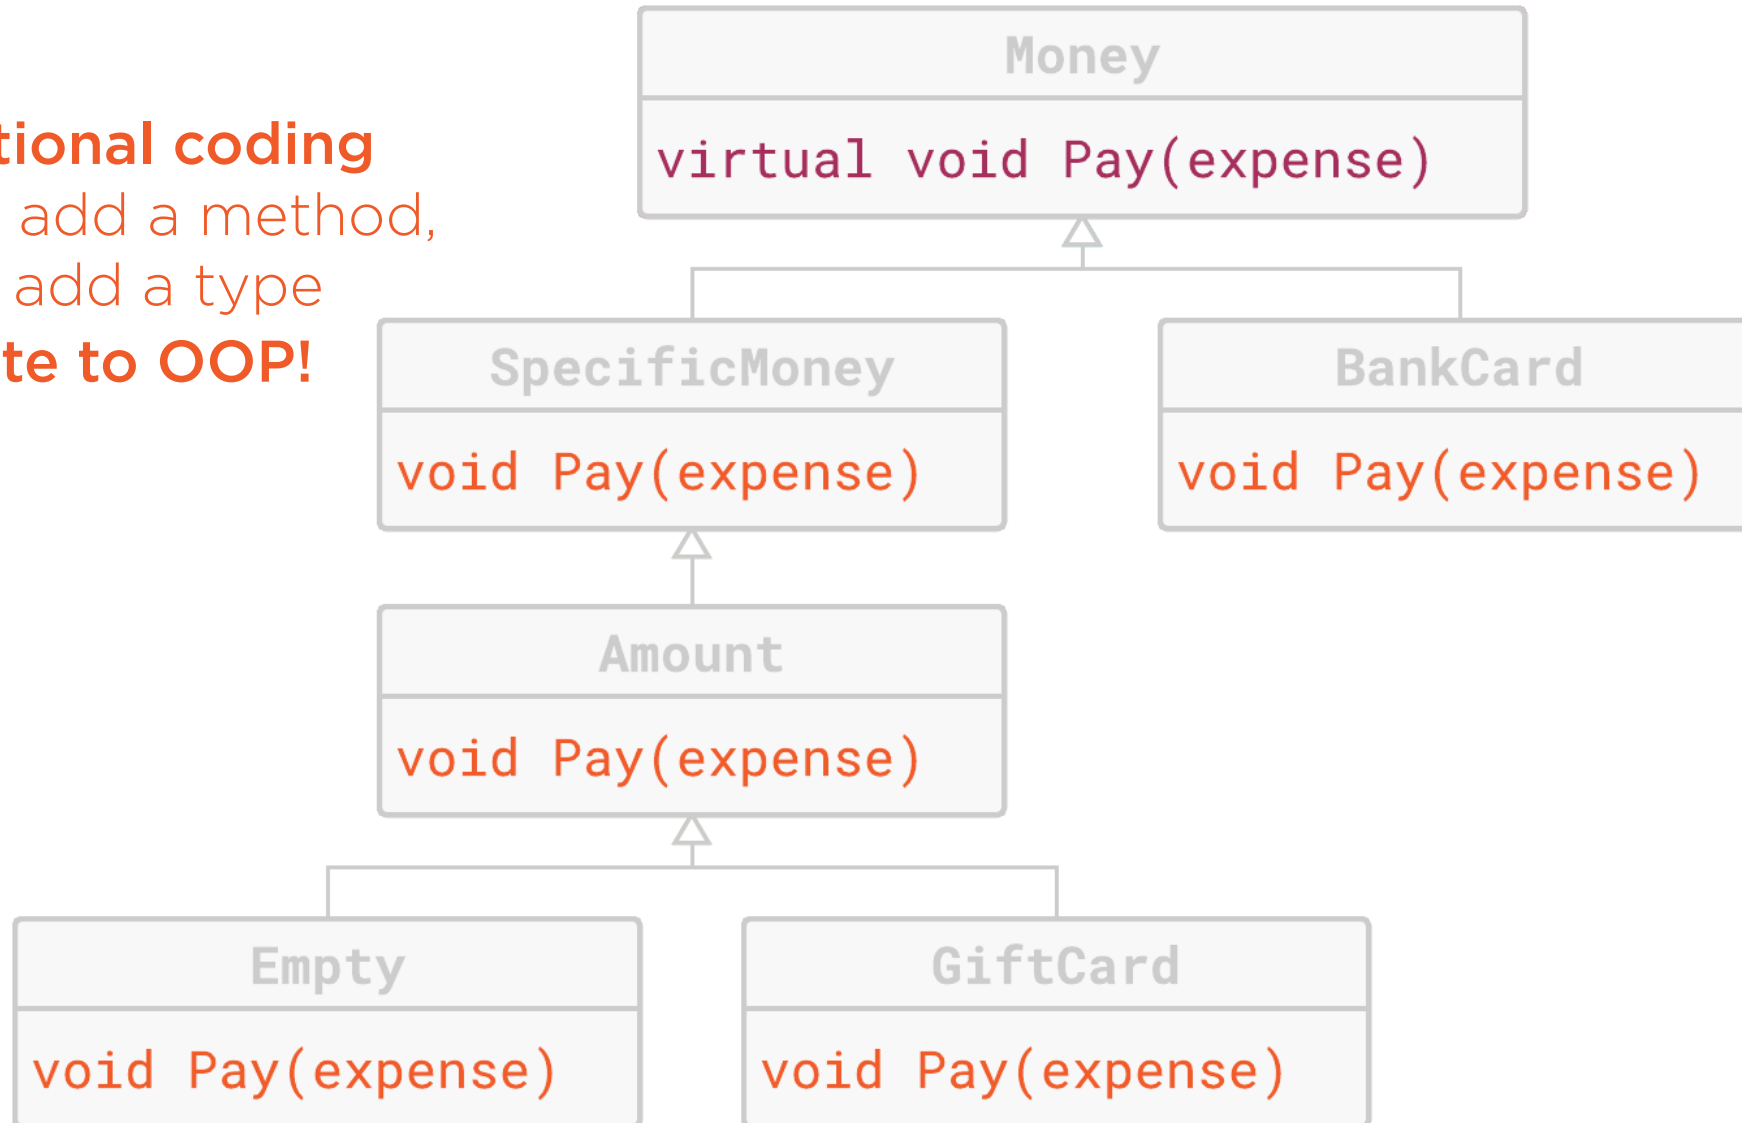 tional coding
add a method,
add a type
te to OOP!
Money
virtual void Pay(expense)
SpecificMoney
void Pay(expense)
BankCard
void Pay(expense)
Amount
void Pay(expense)
Empty
void Pay(expense)
GiftCard
void Pay(expense)